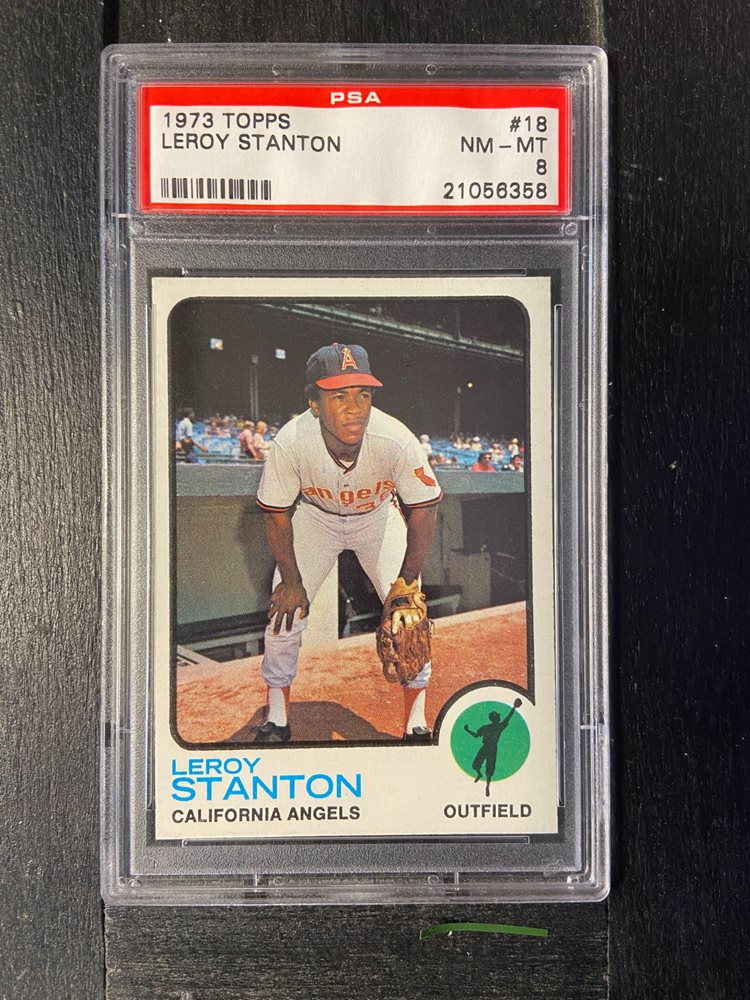 PSA
1973 TOPPS #18
LEROY STANTON NM - MT
8
21056358
A
angels
LEROY
STANTON
CALIFORNIA ANGELS OUTFIELD